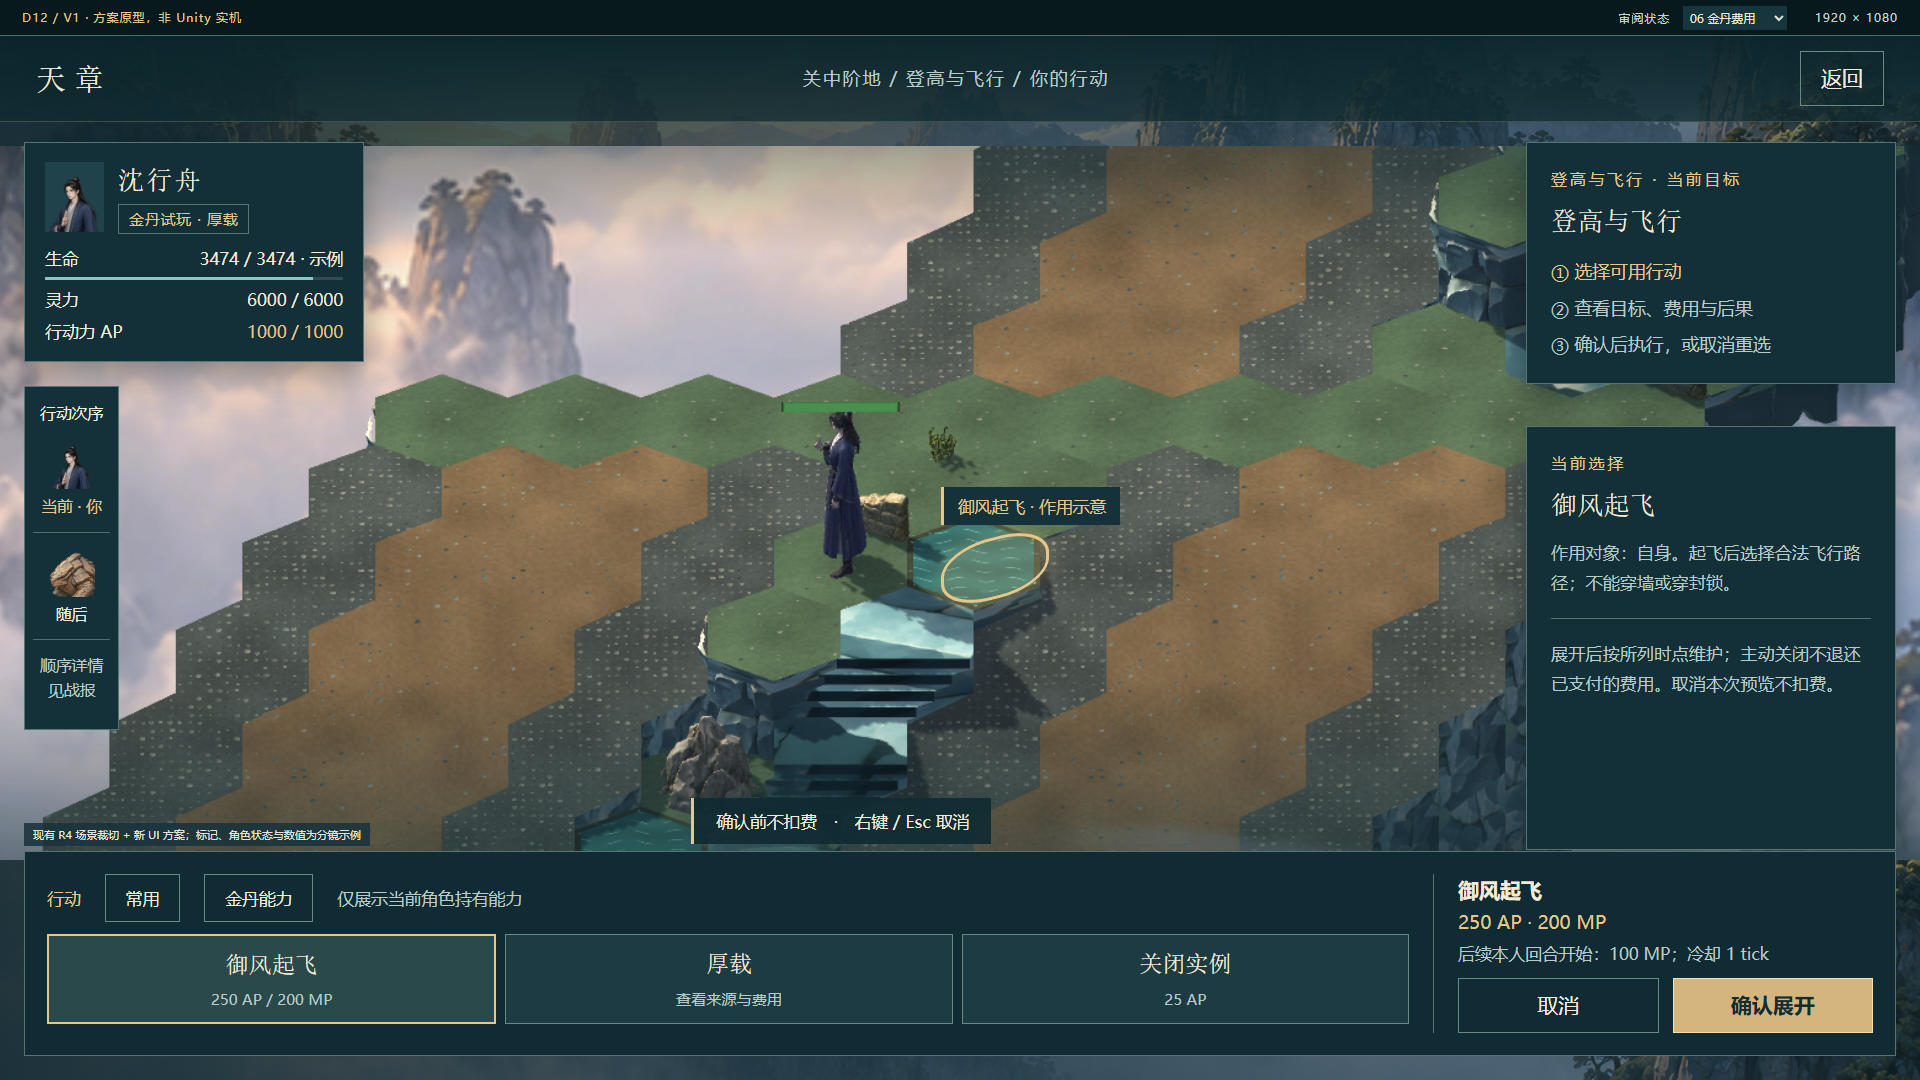 D12 / V1 · 方案原型，非 Unity 实机
审阅状态 06 金丹费用 1920 × 1080
天章
关中阶地 / 登高与飞行 / 你的行动
返回
沈行舟
金丹试玩 · 厚载
生命 3474 / 3474 · 示例
灵力 6000 / 6000
行动力 AP 1000 / 1000
行动次序
当前 · 你
随后
顺序详情
见战报
登高与飞行 · 当前目标
登高与飞行
① 选择可用行动
② 查看目标、费用与后果
③ 确认后执行，或取消重选
御风起飞 · 作用示意
当前选择
御风起飞
作用对象：自身。起飞后选择合法飞行路
径；不能穿墙或穿封锁。
展开后按所列时点维护；主动关闭不退还
已支付的费用。取消本次预览不扣费。
确认前不扣费 · 右键 / Esc 取消
现有 R4 场景裁切 + 新 UI 方案；标记、角色状态与数值为分镜示例
行动 常用 金丹能力 仅展示当前角色持有能力
御风起飞
250 AP / 200 MP
厚载
查看来源与费用
关闭实例
25 AP
御风起飞
250 AP · 200 MP
后续本人回合开始：100 MP；冷却 1 tick
取消 确认展开